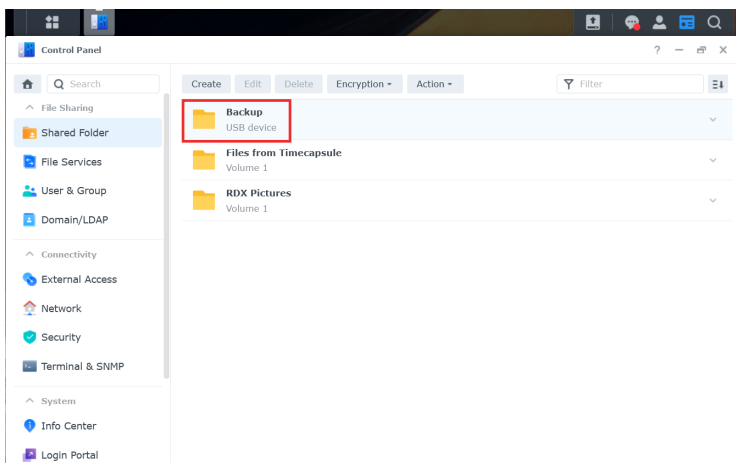 Control Panel
?
Search
Create Edit Delete Encryption Action
Filter
File Sharing
Shared Folder
File Services
User & Group
Domain/LDAP
Connectivity
External Access
Network
Security
Terminal & SNMP
System
Info Center
Login Portal
Backup
USB device
Files from Timecapsule
Volume 1
RDX Pictures
Volume 1